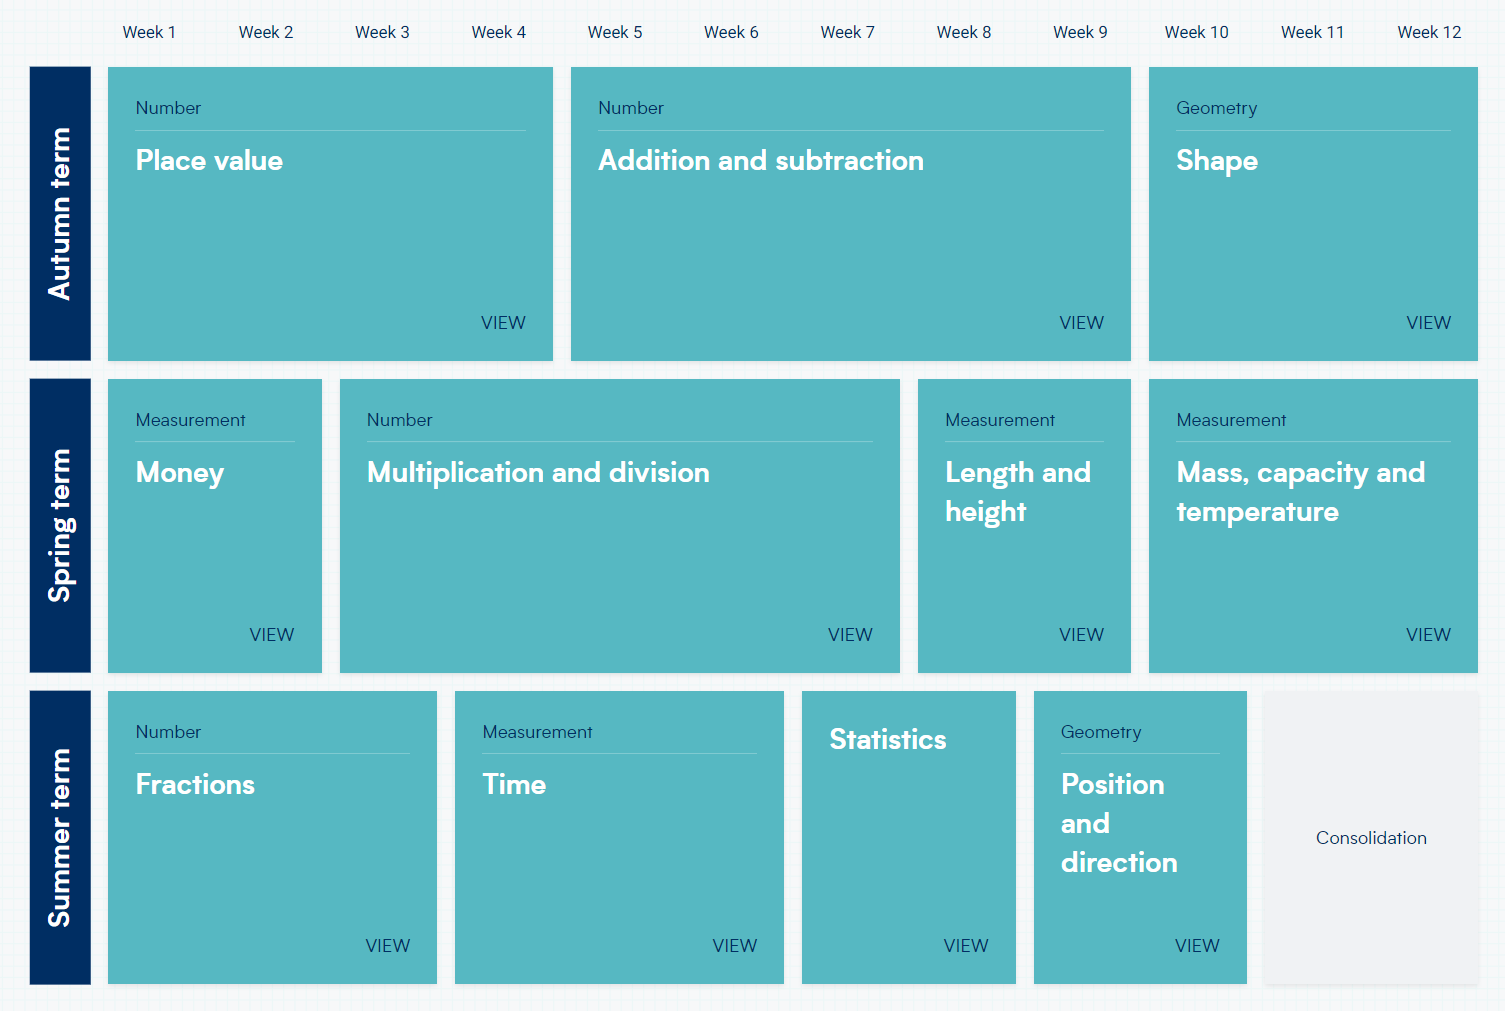 Week 1 Week 2 Week 3 Week 4 Week 5 Week 6 Week 7 Week 8 Week 9 Week 10 Week 11 Week 12
Autumn term
Number
Place value
VIEW
Number
Addition and subtraction
VIEW
Geometry
Shape
VIEW
Spring term
Measurement
Money
VIEW
Number
Multiplication and division
VIEW
Measurement
Length and
height
VIEW
Measurement
Mass, capacity and
temperature
VIEW
Summer term
Number
Fractions
VIEW
Measurement
Time
VIEW
Statistics
VIEW
Geometry
Position
and
direction
VIEW
Consolidation